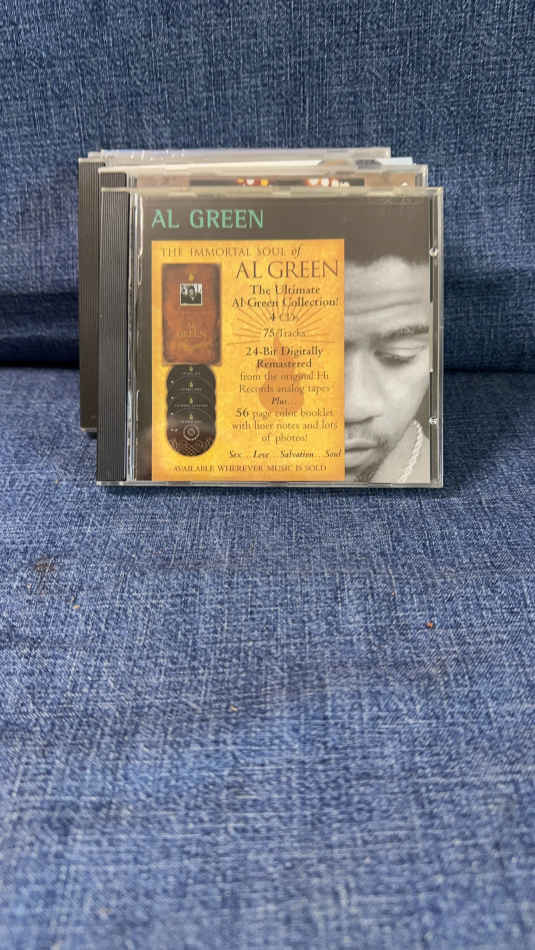 AL GREEN
THE IMMORTAL SOUL of
AL GREEN
The Ultimate
Al Green Collection!
4 CDs
75 Tracks
24-Bit Digitally
Remastered
from the original Hi
Records analog tapes
Plus...
56 page color booklet
with liner notes and lots
of photos!
Sex...Love...Salvation...Soul
AVAILABLE WHEREVER MUSIC IS SOLD
AL
GREEN